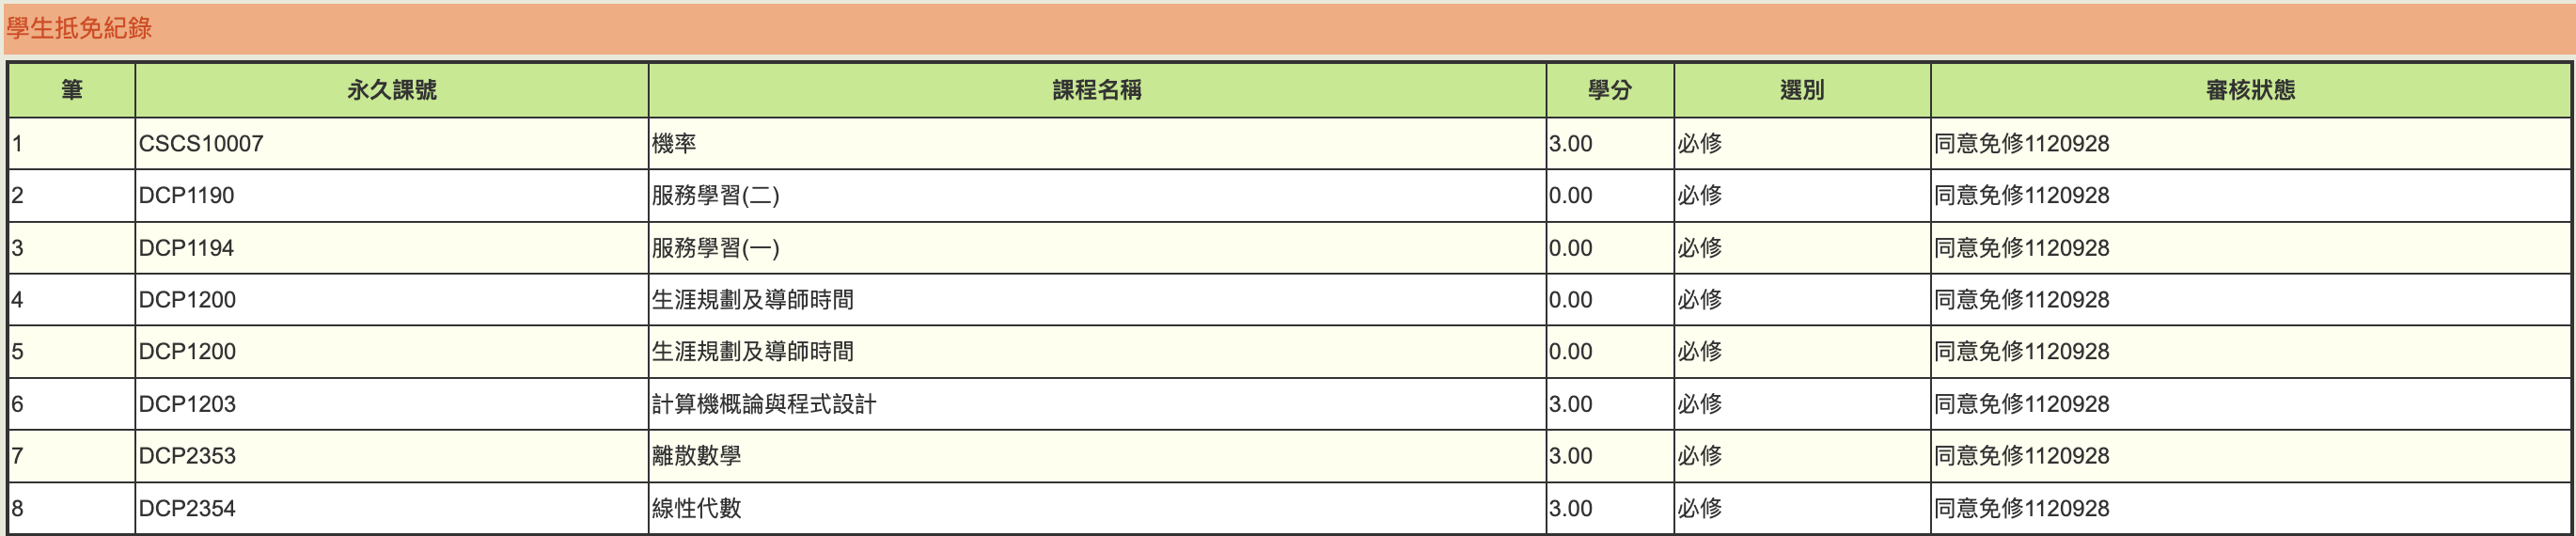 學生抵免紀錄
筆 永久課號 課程名稱 學分 選別 審核狀態
1 CSCS10007 機率 3.00 必修 同意免修1120928
2 DCP1190 服務學習(二) 0.00 必修 同意免修1120928
3 DCP1194 服務學習(一) 0.00 必修 同意免修1120928
4 DCP1200 生涯規劃及導師時間 0.00 必修 同意免修1120928
5 DCP1200 生涯規劃及導師時間 0.00 必修 同意免修1120928
6 DCP1203 計算機概論與程式設計 3.00 必修 同意免修1120928
7 DCP2353 離散數學 3.00 必修 同意免修1120928
8 DCP2354 線性代數 3.00 必修 同意免修1120928